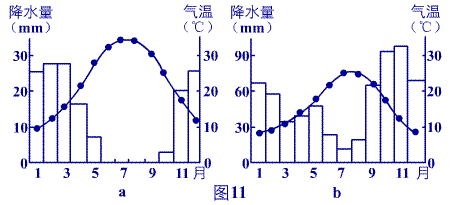 降水量 气温 降水量 气温
(mm) (℃) (mm) (℃)
30 30 90 30
20 20 60 20
10 10 30 10
0 0 0 0
1 3 5 7 9 11 月 1 3 5 7 9 11 月
a 图11 b